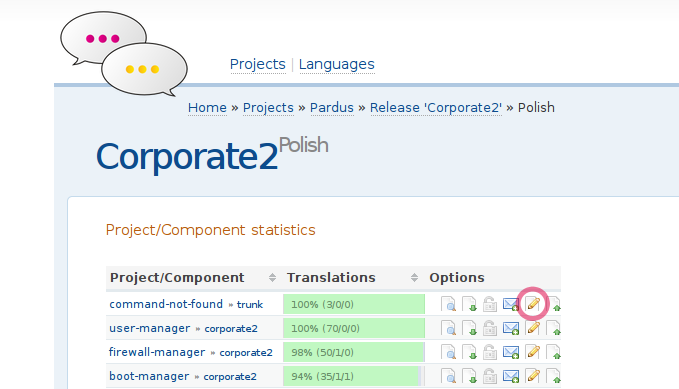 Projects | Languages
Home » Projects » Pardus » Release 'Corporate2' » Polish
Corporate2 Polish
Project/Component statistics
Project/Component Translations Options
command-not-found » trunk 100% (3/0/0)
user-manager » corporate2 100% (70/0/0)
firewall-manager » corporate2 98% (50/1/0)
boot-manager » corporate2 94% (35/1/1)